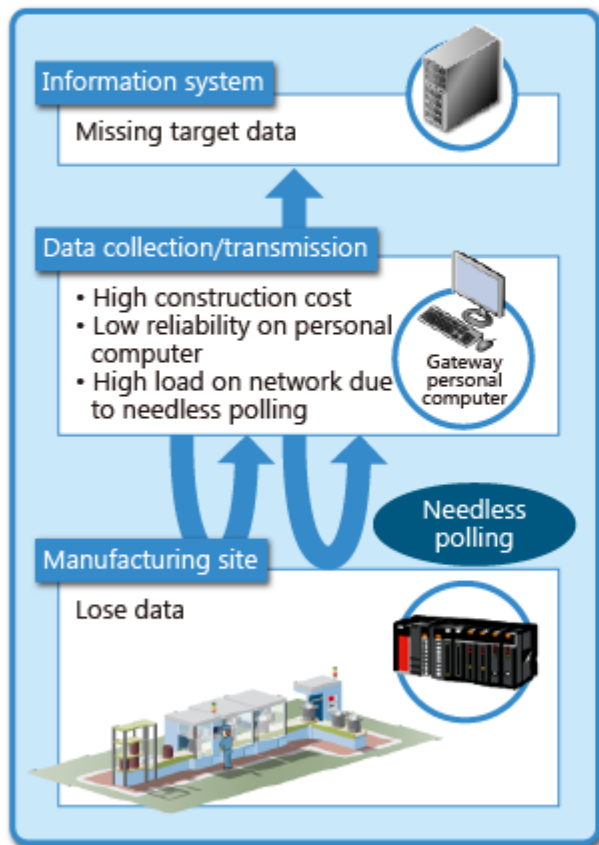 Information system
Missing target data
Data collection/transmission
• High construction cost
• Low reliability on personal
computer
• High load on network due
to needless polling
Gateway
personal
computer
Needless
polling
Manufacturing site
Lose data